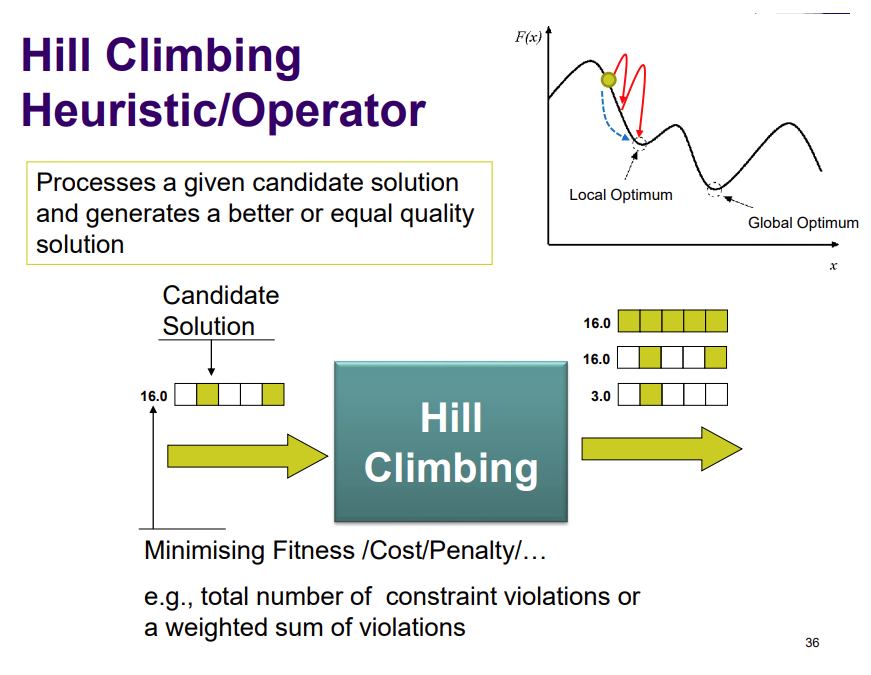 Hill Climbing
Heuristic/Operator
F(x)
Local Optimum
Global Optimum
x
Processes a given candidate solution
and generates a better or equal quality
solution
Candidate
Solution
16.0
Hill
Climbing
16.0
16.0
3.0
Minimising Fitness /Cost/Penalty/…
e.g., total number of  constraint violations or
a weighted sum of violations
36